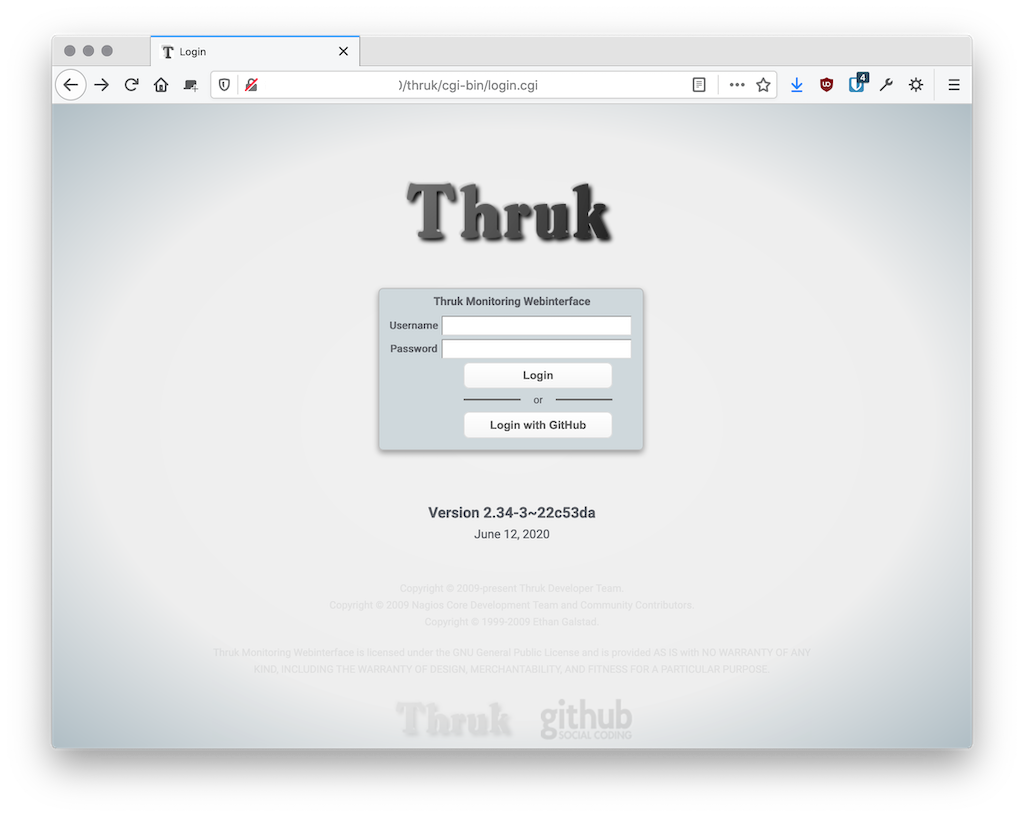 Login
)/thruk/cgi-bin/login.cgi
4
Thruk
Thruk Monitoring Webinterface
Username
Password
Login
or
Login with GitHub
Version 2.34-3~22c53da
June 12, 2020
Copyright © 2009-present Thruk Developer Team.
Copyright © 2009 Nagios Core Development Team and Community Contributors.
Copyright © 1999-2009 Ethan Galstad.
Thruk Monitoring Webinterface is licensed under the GNU General Public License and is provided AS IS with NO WARRANTY OF ANY
KIND, INCLUDING THE WARRANTY OF DESIGN, MERCHANTABILITY, AND FITNESS FOR A PARTICULAR PURPOSE.
Thruk github
SOCIAL CODING